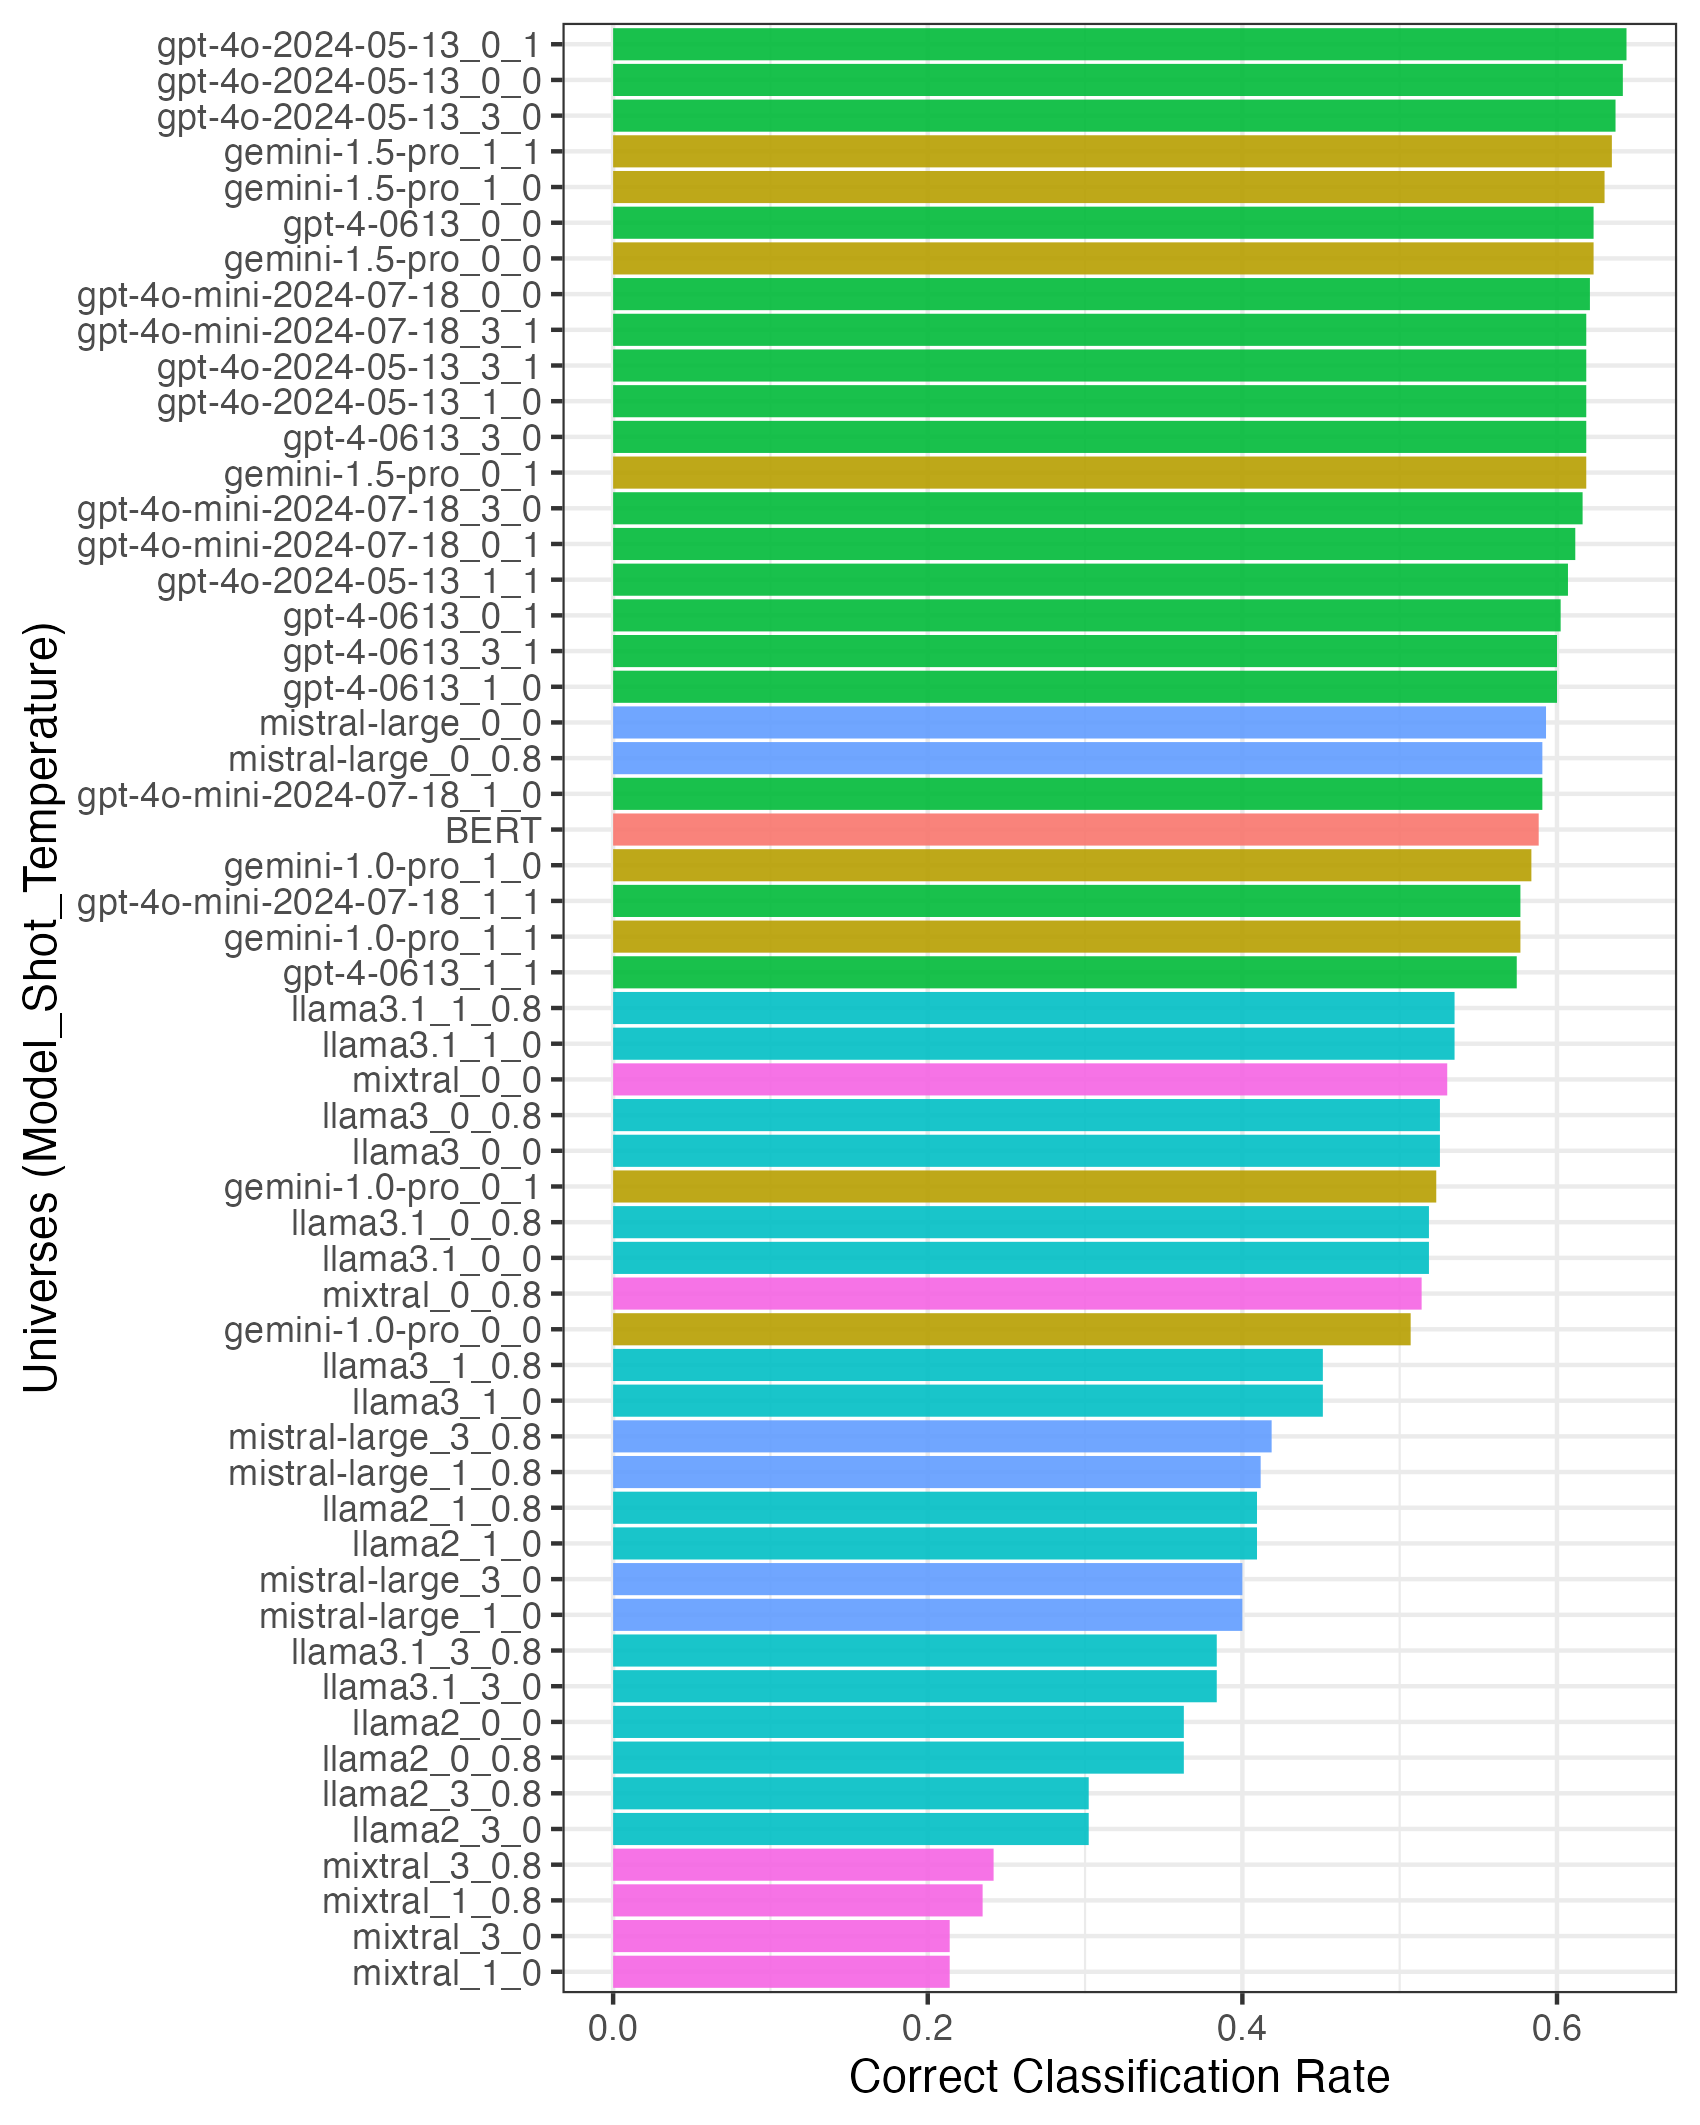 gpt-4o-2024-05-13_0_1
gpt-4o-2024-05-13_0_0
gpt-4o-2024-05-13_3_0
gemini-1.5-pro_1_1
gemini-1.5-pro_1_0
gpt-4-0613_0_0
gemini-1.5-pro_0_0
gpt-4o-mini-2024-07-18_0_0
gpt-4o-mini-2024-07-18_3_1
gpt-4o-2024-05-13_3_1
gpt-4o-2024-05-13_1_0
gpt-4-0613_3_0
gemini-1.5-pro_0_1
gpt-4o-mini-2024-07-18_3_0
gpt-4o-mini-2024-07-18_0_1
gpt-4o-2024-05-13_1_1
gpt-4-0613_0_1
gpt-4-0613_3_1
gpt-4-0613_1_0
mistral-large_0_0
mistral-large_0_0.8
gpt-4o-mini-2024-07-18_1_0
BERT
gemini-1.0-pro_1_0
gpt-4o-mini-2024-07-18_1_1
gemini-1.0-pro_1_1
gpt-4-0613_1_1
llama3.1_1_0.8
llama3.1_1_0
mixtral_0_0
llama3_0_0.8
llama3_0_0
gemini-1.0-pro_0_1
llama3.1_0_0.8
llama3.1_0_0
mixtral_0_0.8
gemini-1.0-pro_0_0
llama3_1_0.8
llama3_1_0
mistral-large_3_0.8
mistral-large_1_0.8
llama2_1_0.8
llama2_1_0
mistral-large_3_0
mistral-large_1_0
llama3.1_3_0.8
llama3.1_3_0
llama2_0_0
llama2_0_0.8
llama2_3_0.8
llama2_3_0
mixtral_3_0.8
mixtral_1_0.8
mixtral_3_0
mixtral_1_0
Universes (Model_Shot_Temperature)
0.0 0.2 0.4 0.6
Correct Classification Rate